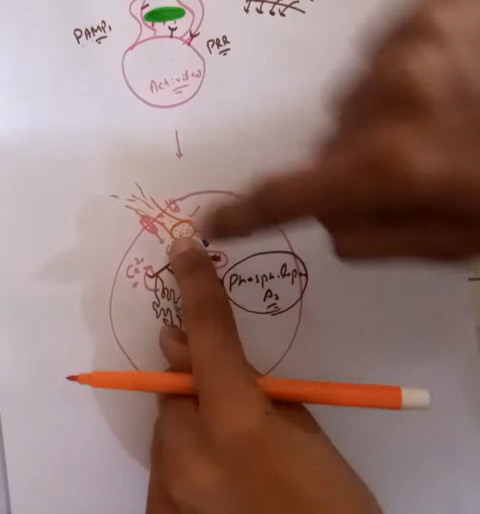 PAMPs
PRR
Activated
Ca2+
Phospholipase
A2